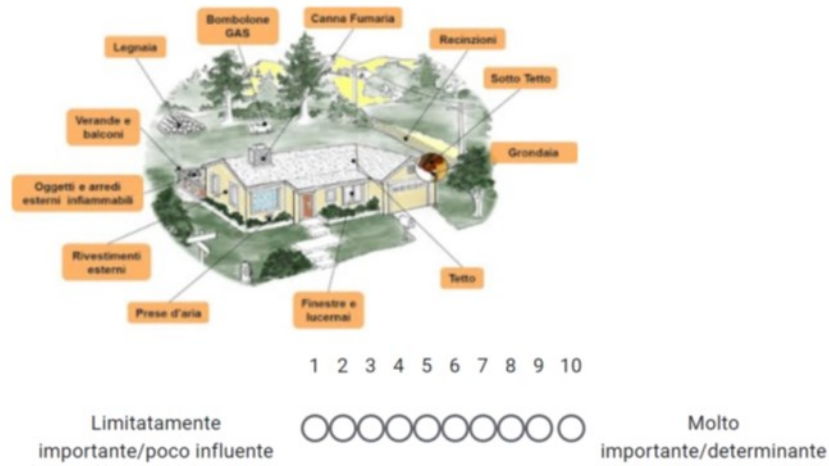 Bombolone
GAS
Canna Fumaria
Legnaia
Recinzioni
Sotto Tetto
Verande e
balconi
Grondaia
Oggetti e arredi
esterni infiammabili
Rivestimenti
esterni
Tetto
Prese d'aria
Finestre e
lucernai
1 2 3 4 5 6 7 8 9 10
Limitatamente
importante/poco influente
Molto
importante/determinante